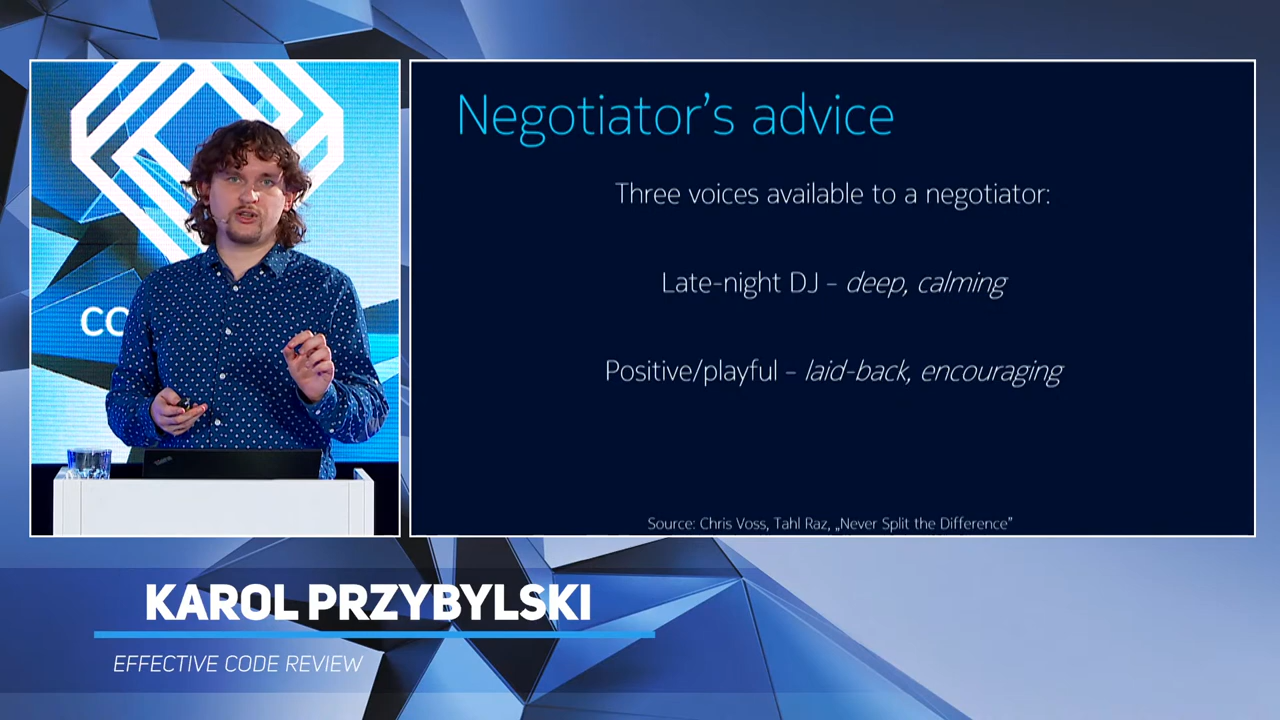 CO
Negotiator's advice
Three voices available to a negotiator:
Late-night DJ – deep, calming
Positive/playful – laid-back, encouraging
Source: Chris Voss, Tahl Raz, „Never Split the Difference”
KAROL PRZYBYLSKI
EFFECTIVE CODE REVIEW